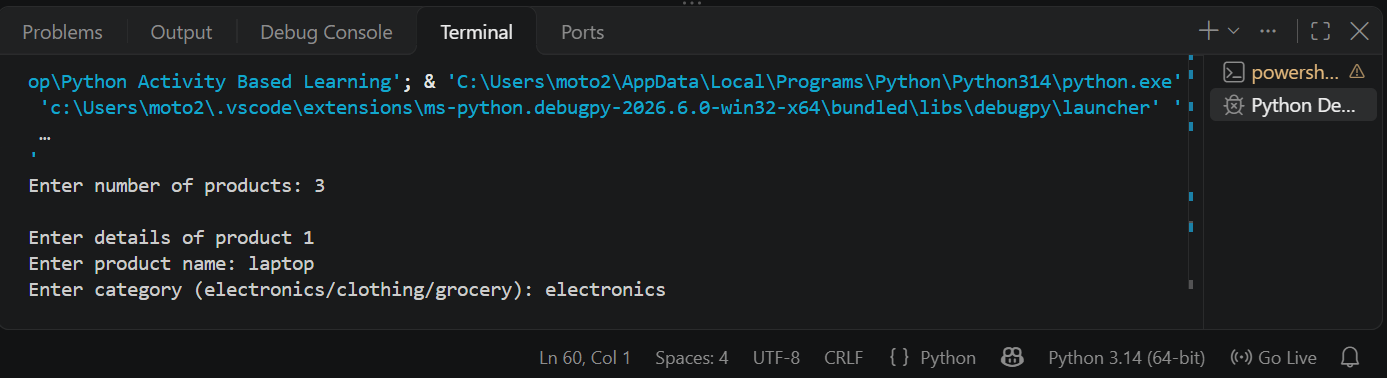 Problems Output Debug Console Terminal Ports
op\Python Activity Based Learning'; & 'C:\Users\moto2\AppData\Local\Programs\Python\Python314\python.exe'
'c:\Users\moto2\.vscode\extensions\ms-python.debugpy-2026.6.0-win32-x64\bundled\libs\debugpy\launcher' '
…
'
Enter number of products: 3
Enter details of product 1
Enter product name: laptop
Enter category (electronics/clothing/grocery): electronics
powersh...
Python De...
Ln 60, Col 1 Spaces: 4 UTF-8 CRLF {} Python Python 3.14 (64-bit) Go Live